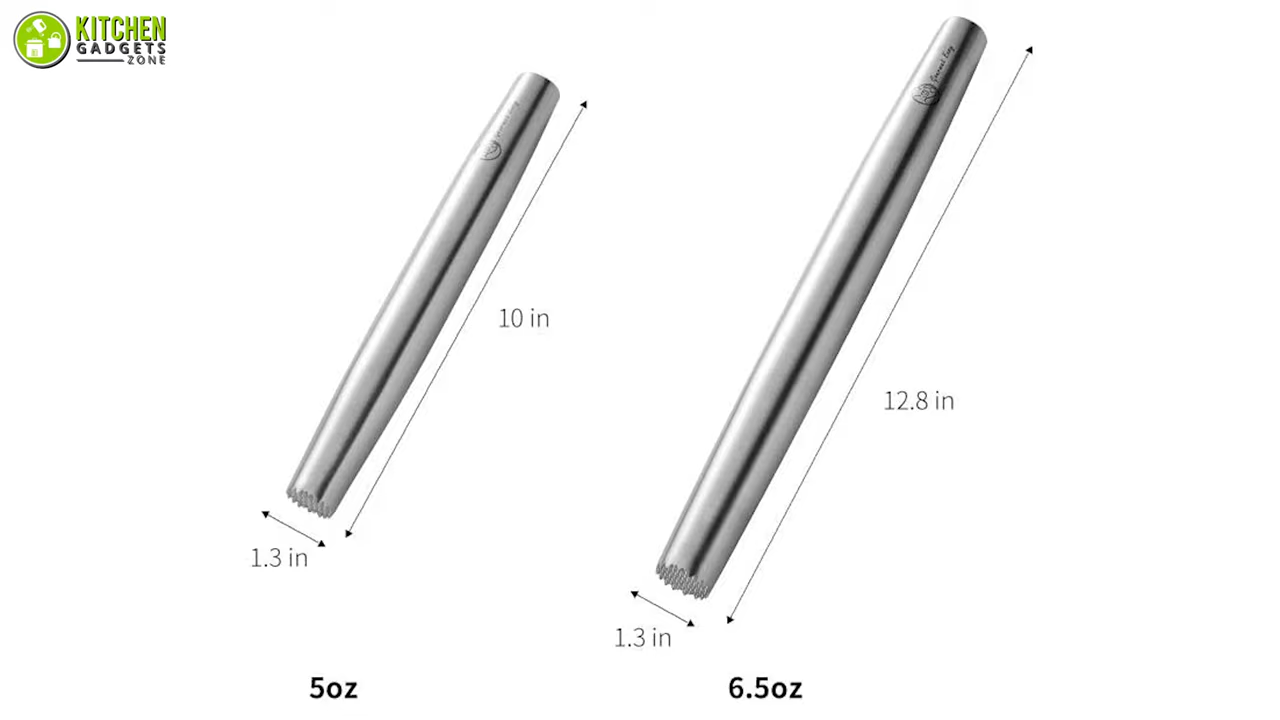 KITCHEN
GADGETS
ZONE
10 in
12.8 in
1.3 in
1.3 in
5oz
6.5oz